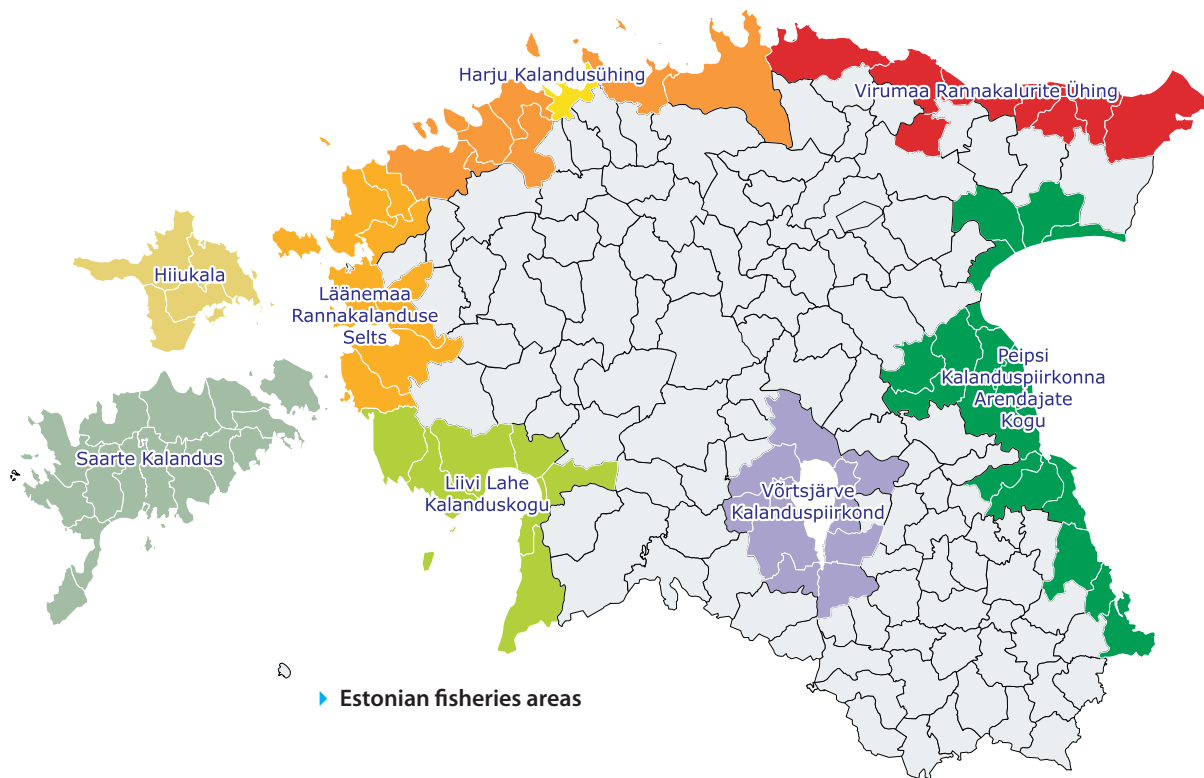 Harju Kalandusühing
Virumaa Rannakalurite Ühing
Hiiukala
Läänemaa
Rannakalanduse
Selts
Peipsi
Kalanduspiirkonna
Arendajate
Kogu
Saarte Kalandus
Liivi Lahe
Kalanduskogu
Võrtsjärve
Kalanduspiirkond
Estonian fisheries areas